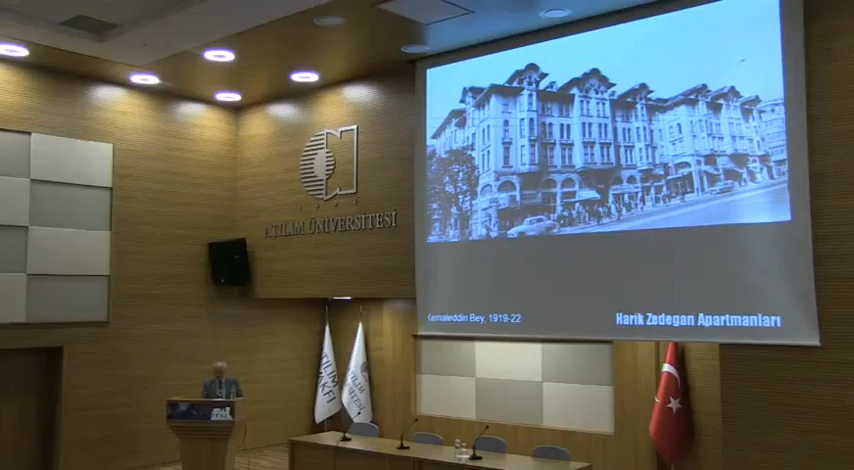 ATILIM ÜNİVERSİTESİ
Kemaleddin Bey, 1919-22
Harik Zedegan Apartmanları